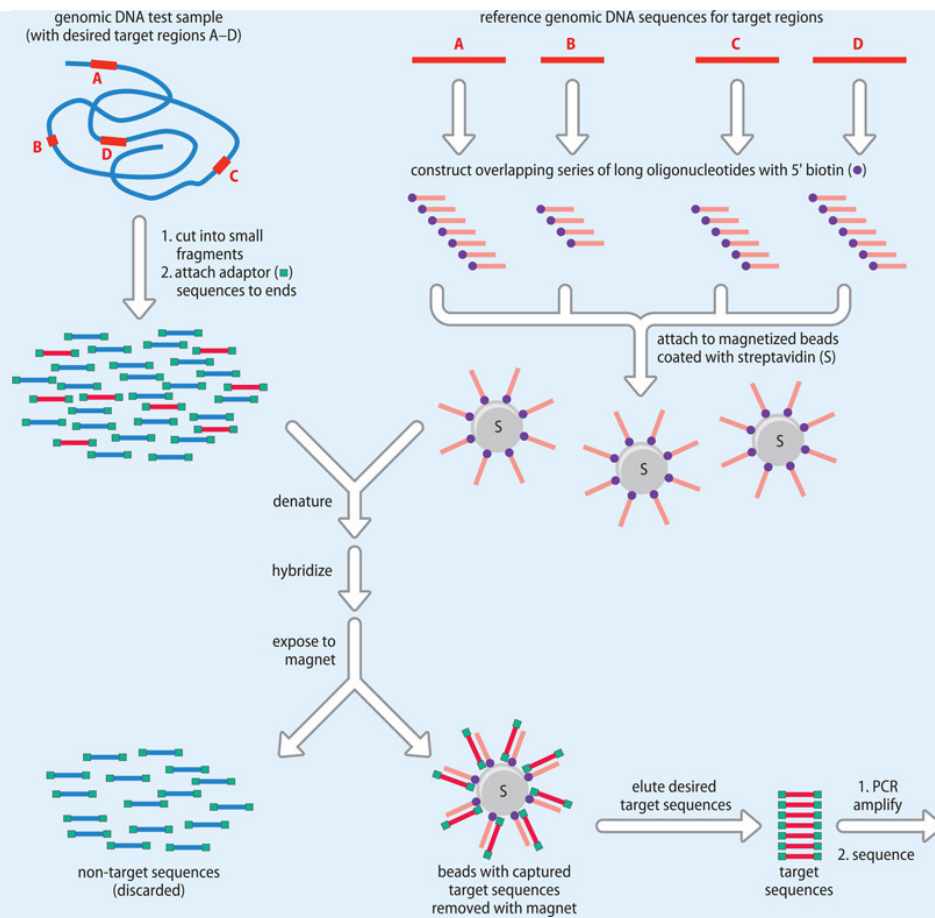 genomic DNA test sample
(with desired target regions A–D)
A
B
D
C
reference genomic DNA sequences for target regions
A
B
C
D
construct overlapping series of long oligonucleotides with 5' biotin ( )
1. cut into small
fragments
2. attach adaptor ( )
sequences to ends
attach to magnetized beads
coated with streptavidin (S)
S
S
S
denature
hybridize
expose to
magnet
non-target sequences
(discarded)
S
beads with captured
target sequences
removed with magnet
elute desired
target sequences
target
sequences
1. PCR
amplify
2. sequence